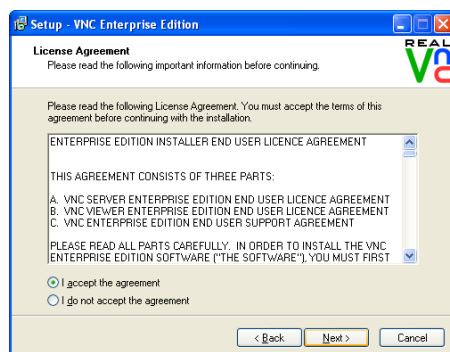 Setup - VNC Enterprise Edition
License Agreement
Please read the following important information before continuing.
REAL
VNC
Please read the following License Agreement. You must accept the terms of this
agreement before continuing with the installation.
ENTERPRISE EDITION INSTALLER END USER LICENCE AGREEMENT
THIS AGREEMENT CONSISTS OF THREE PARTS:
A. VNC SERVER ENTERPRISE EDITION END USER LICENCE AGREEMENT
B. VNC VIEWER ENTERPRISE EDITION END USER LICENCE AGREEMENT
C. VNC ENTERPRISE EDITION END USER SUPPORT AGREEMENT
PLEASE READ ALL PARTS CAREFULLY. IN ORDER TO INSTALL THE VNC
ENTERPRISE EDITION SOFTWARE ("THE SOFTWARE"), YOU MUST FIRST
I accept the agreement
I do not accept the agreement
< Back
Next >
Cancel